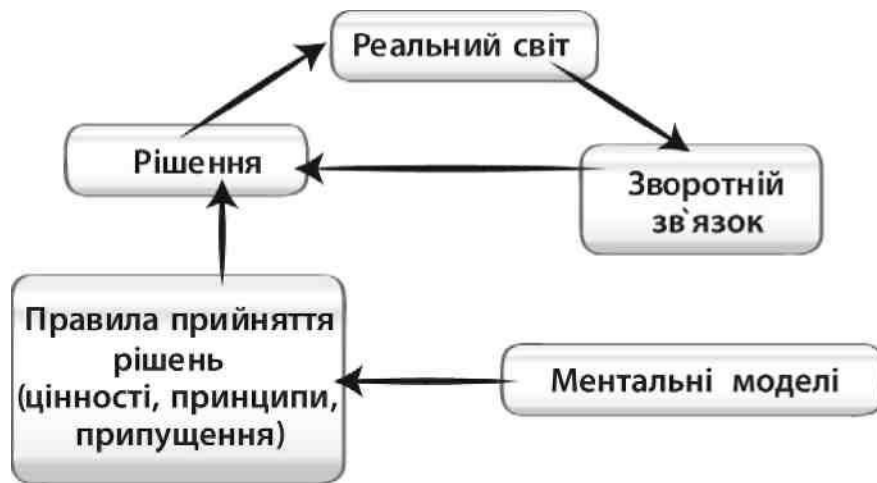 Реальний світ
Рішення
Зворотній
зв`язок
Правила прийняття
рішень
(цінності, принципи,
припущення)
Ментальні моделі